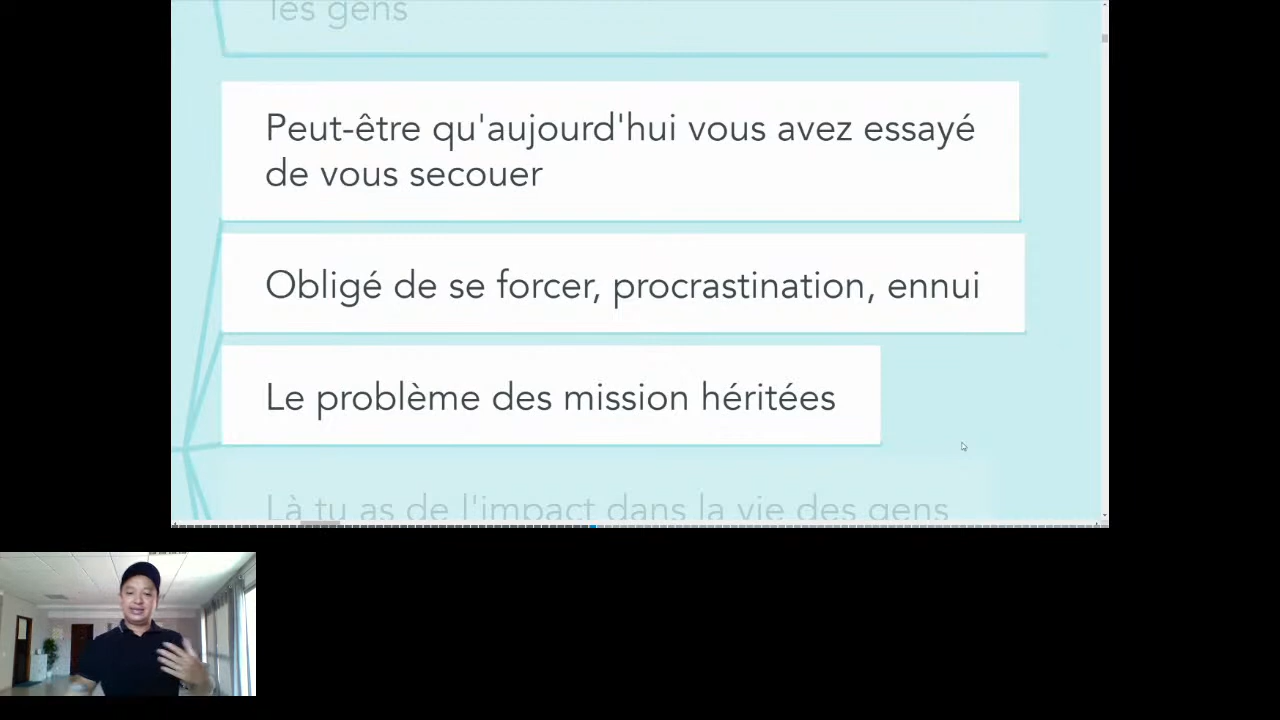 les gens
Peut-être qu'aujourd'hui vous avez essayé
de vous secouer
Obligé de se forcer, procrastination, ennui
Le problème des mission héritées
Là tu as de l'impact dans la vie des gens